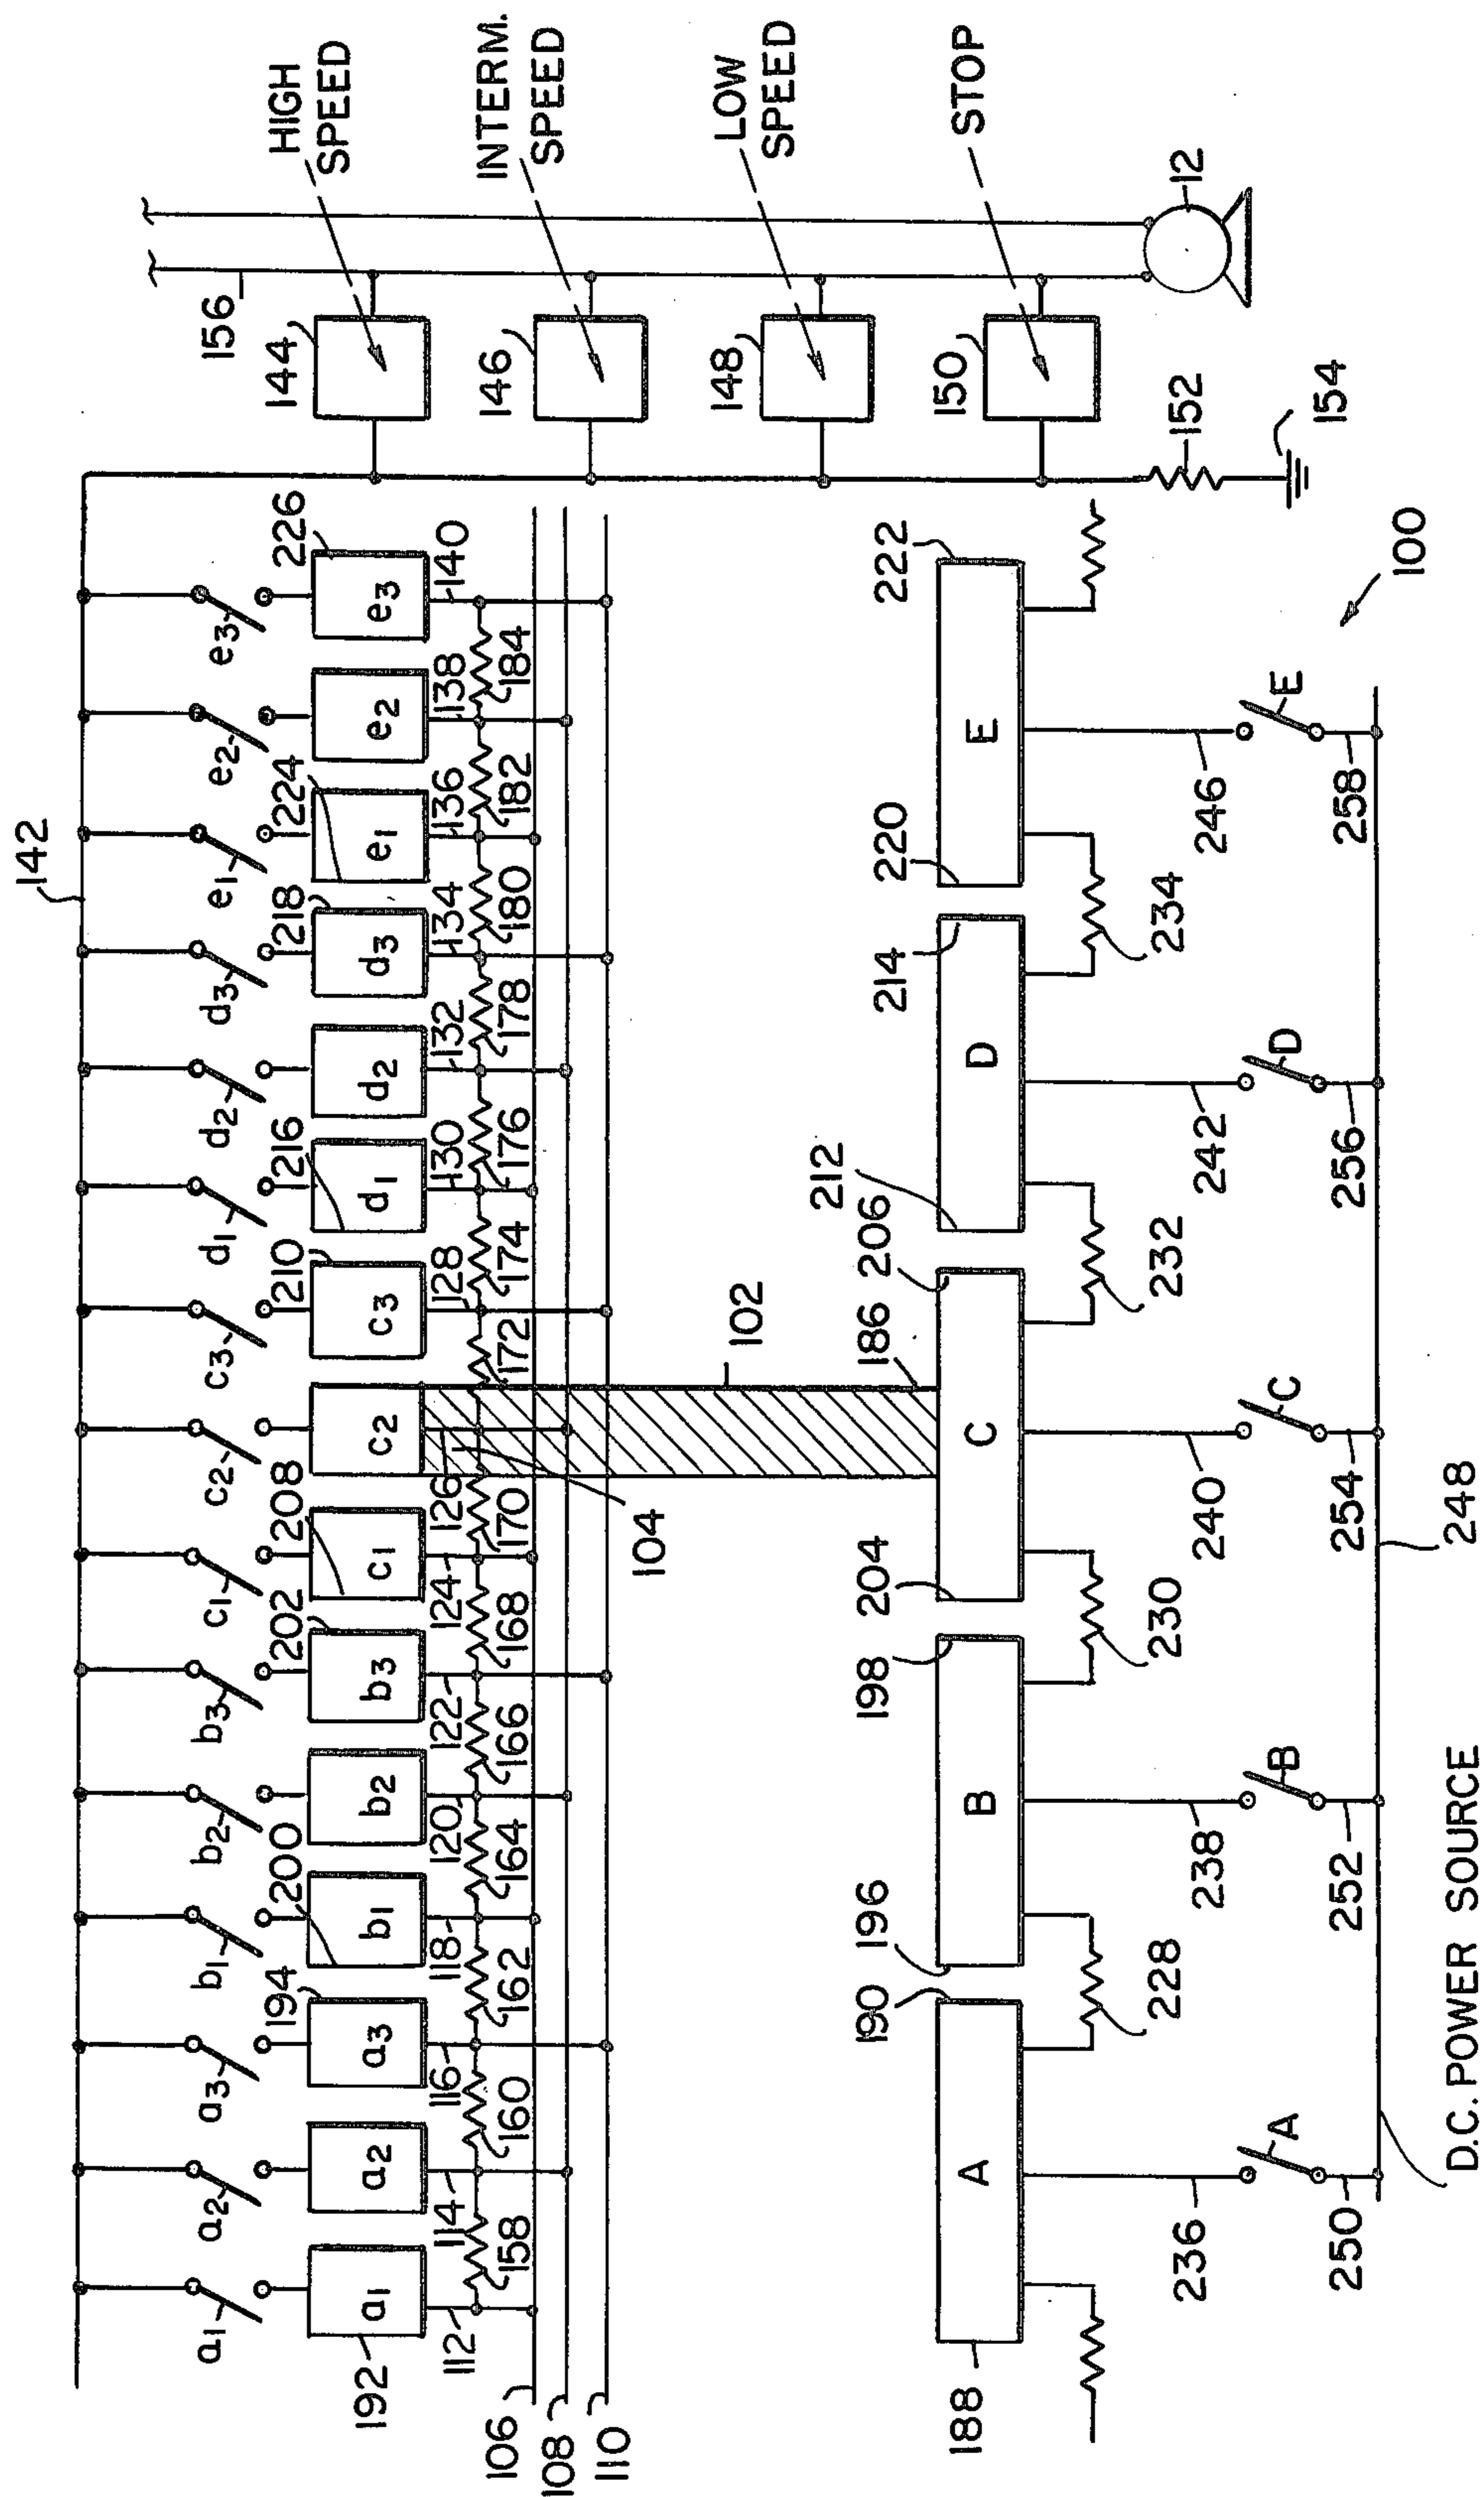 142
a1
a2
a3
b1
b2
b3
c1
c2
c3
d1
d2
d3
e1
e2
e3
192
194
200
202
208
210
216
218
224
226
a1
a2
a3
b1
b2
b3
c1
c2
c3
d1
d2
d3
e1
e2
e3
112
114
116
118
120
122
124
126
128
130
132
134
136
138
140
158
160
162
164
166
168
170
172
174
176
178
180
182
184
106
108
110
104
102
186
156
144
146
148
150
HIGH
SPEED
INTERM.
SPEED
LOW
SPEED
STOP
12
152
154
188
190
196
198
204
206
212
214
220
222
A
B
C
D
E
228
230
232
234
236
238
240
242
246
A
B
C
D
E
250
252
254
256
258
248
D.C. POWER SOURCE
100